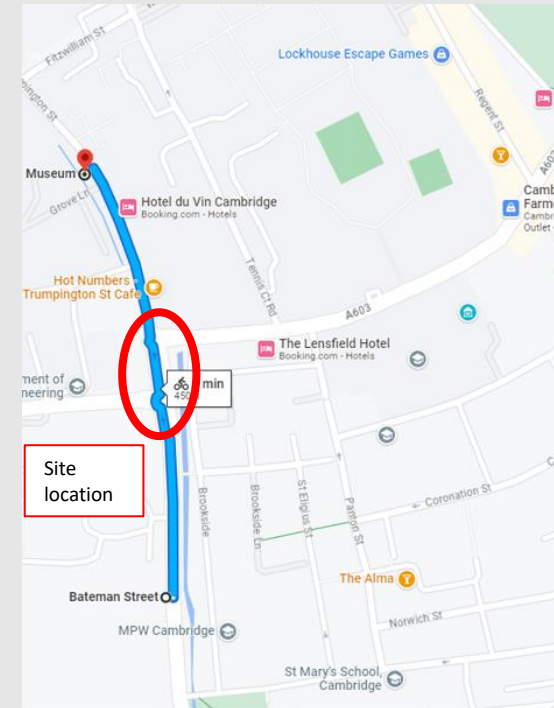 Fitzwilliam St
Lockhouse Escape Games
Regent St
Museum
Grove Ln
Hotel du Vin Cambridge
Booking.com - Hotels
Hot Numbers -
Trumpington St Cafe
Tennis Ct Rd
A603
The Lensfield Hotel
Booking.com - Hotels
min
450
Site
location
Brookside
Brookside Ln
St Eligius St
Panton St
Coronation St
The Alma
Bateman Street
Norwich St
MPW Cambridge
St Mary's School,
Cambridge
Outlet